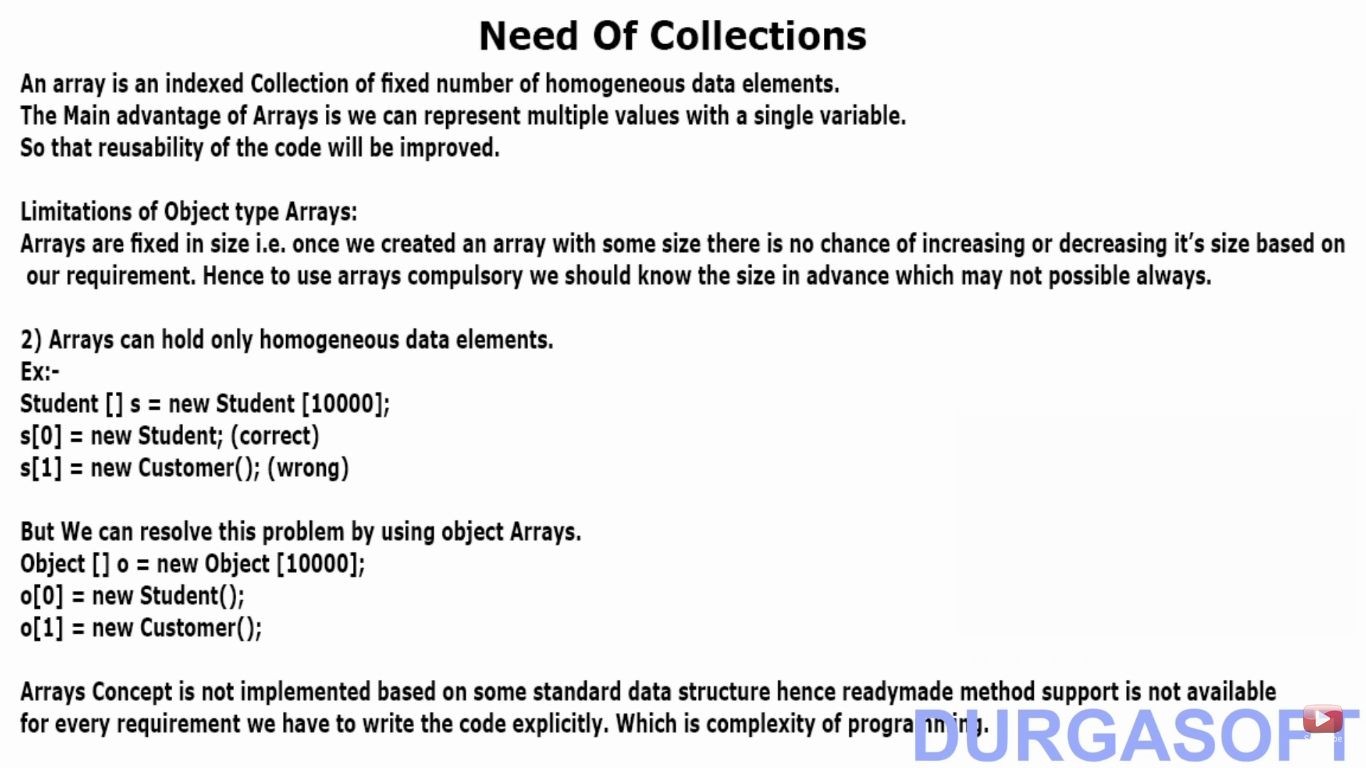 Need Of Collections
An array is an indexed Collection of fixed number of homogeneous data elements.
The Main advantage of Arrays is we can represent multiple values with a single variable.
So that reusability of the code will be improved.
Limitations of Object type Arrays:
Arrays are fixed in size i.e. once we created an array with some size there is no chance of increasing or decreasing it’s size based on
our requirement. Hence to use arrays compulsory we should know the size in advance which may not possible always.
2) Arrays can hold only homogeneous data elements.
Ex:-
Student [] s = new Student [10000];
s[0] = new Student; (correct)
s[1] = new Customer(); (wrong)
But We can resolve this problem by using object Arrays.
Object [] o = new Object [10000];
o[0] = new Student();
o[1] = new Customer();
Arrays Concept is not implemented based on some standard data structure hence readymade method support is not available
for every requirement we have to write the code explicitly. Which is complexity of programming.
DURGASOFT